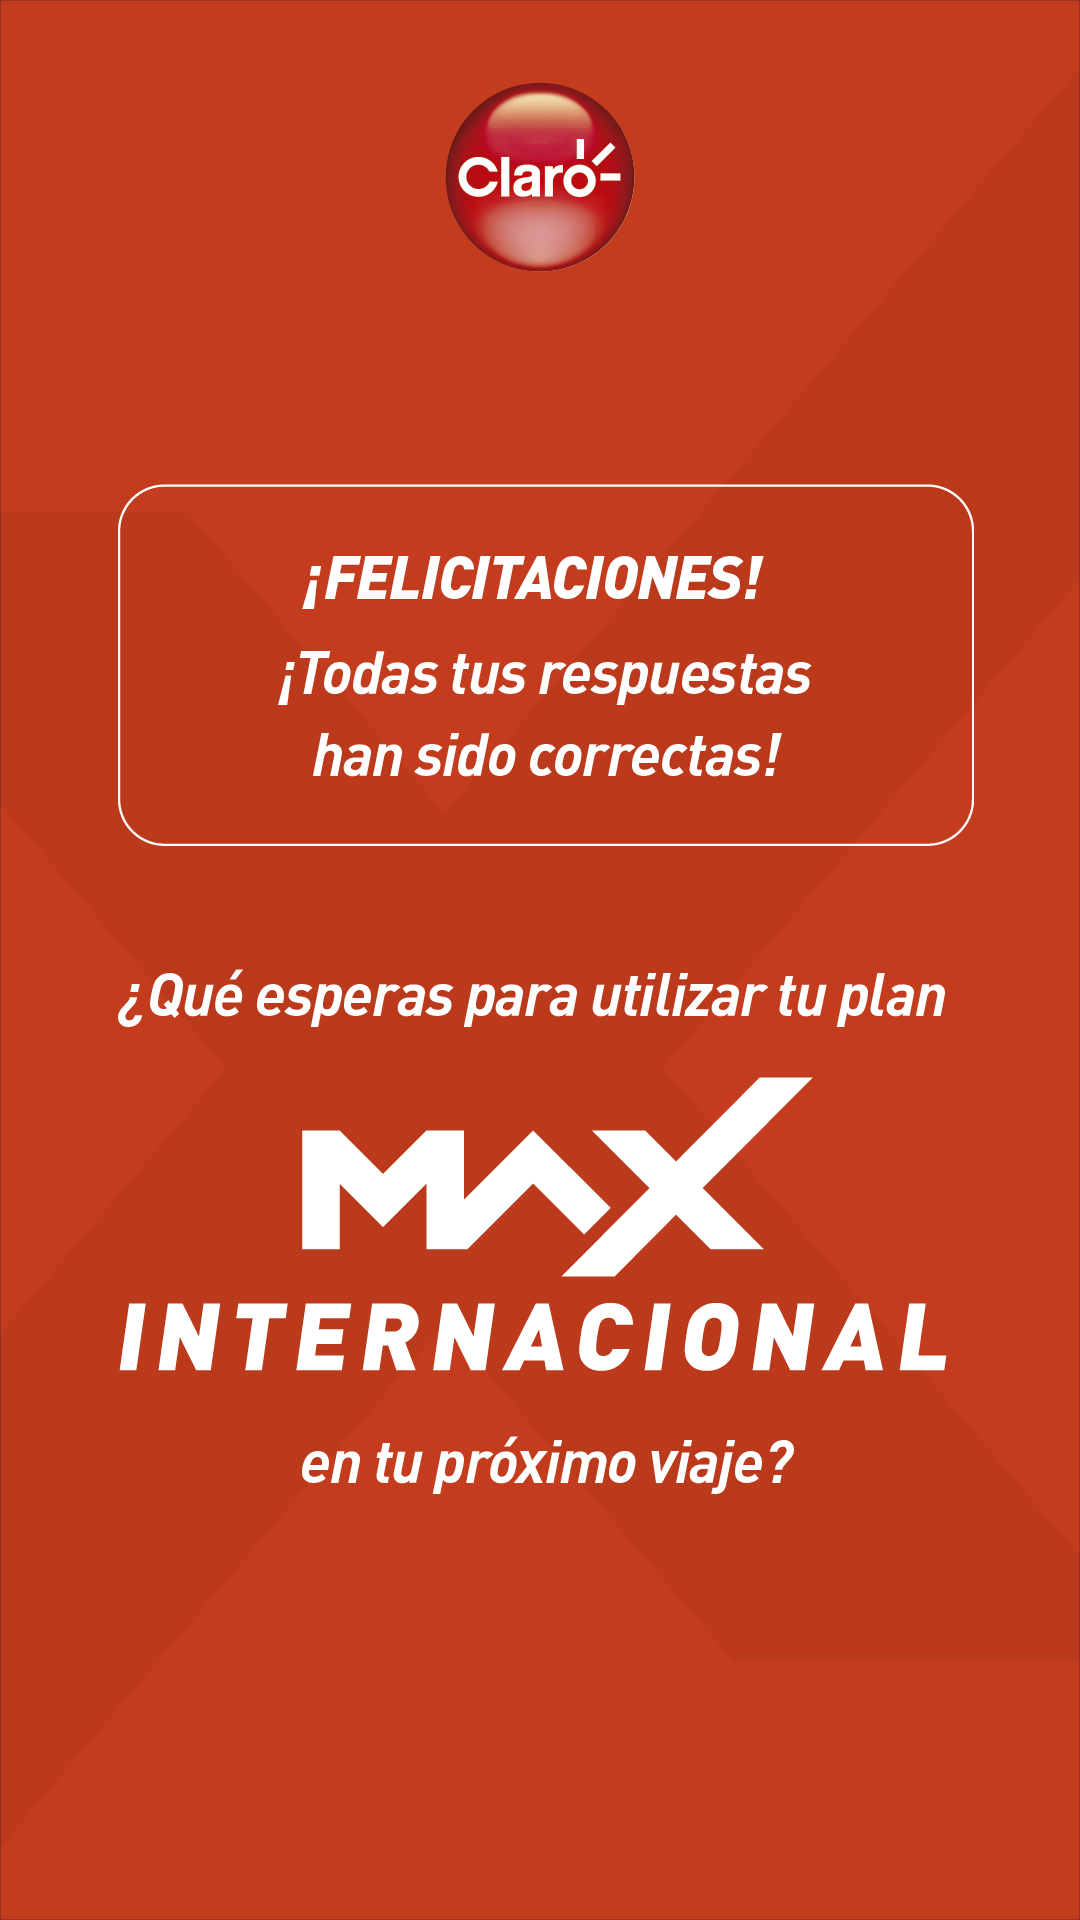 Claro
¡FELICITACIONES!
¡Todas tus respuestas
han sido correctas!
¿Qué esperas para utilizar tu plan
MAX
INTERNACIONAL
en tu próximo viaje?